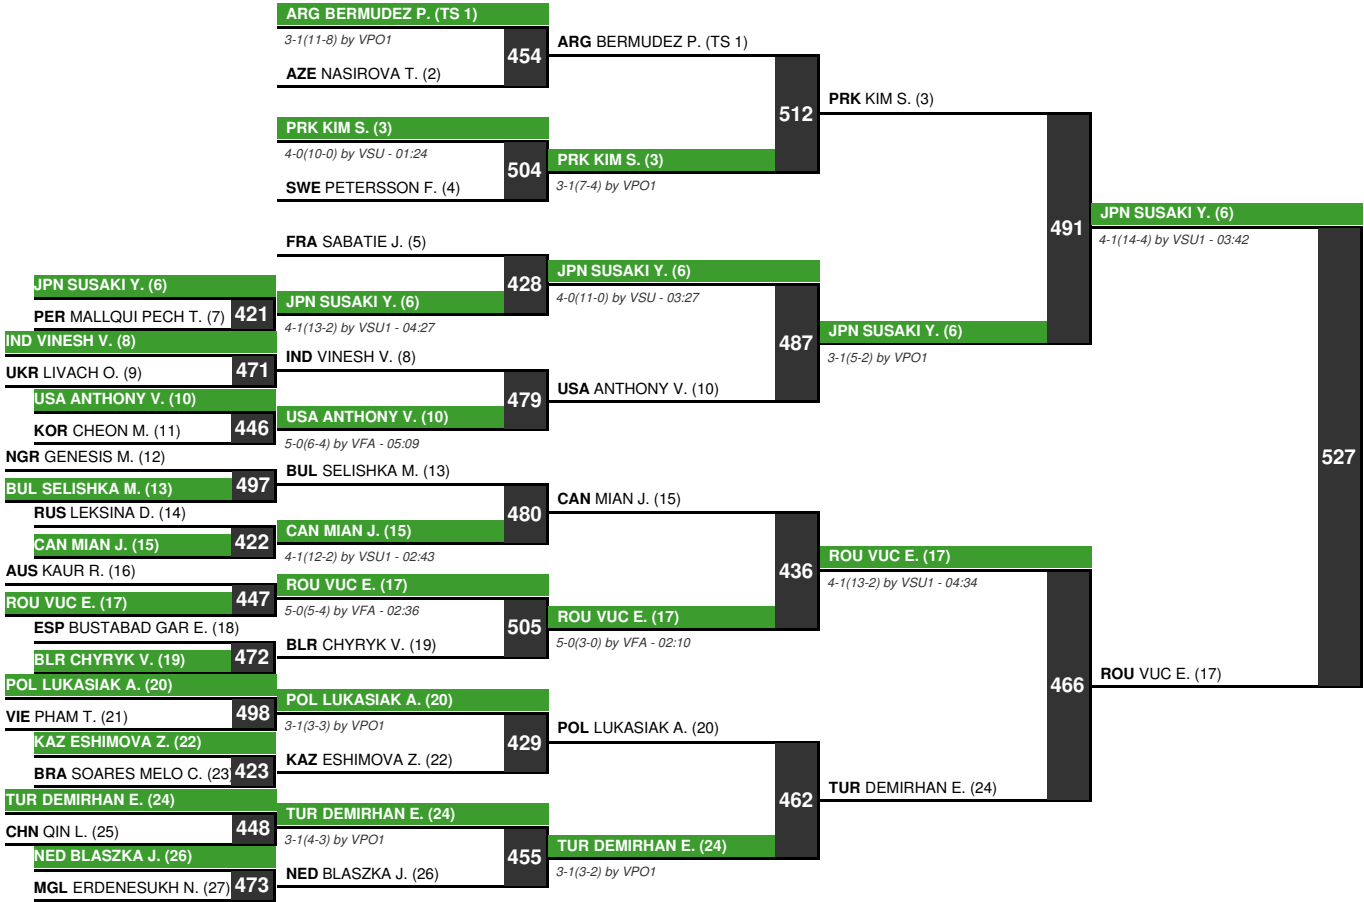 ARG BERMUDEZ P. (TS 1)
3-1(11-8) by VPO1
454
AZE NASIROVA T. (2)
PRK KIM S. (3)
4-0(10-0) by VSU - 01:24
504
SWE PETERSSON F. (4)
FRA SABATIE J. (5)
428
JPN SUSAKI Y. (6)
4-1(13-2) by VSU1 - 04:27
IND VINESH V. (8)
479
USA ANTHONY V. (10)
5-0(6-4) by VFA - 05:09
BUL SELISHKA M. (13)
480
CAN MIAN J. (15)
4-1(12-2) by VSU1 - 02:43
ROU VUC E. (17)
5-0(5-4) by VFA - 02:36
505
BLR CHYRYK V. (19)
POL LUKASIAK A. (20)
3-1(3-3) by VPO1
429
KAZ ESHIMOVA Z. (22)
TUR DEMIRHAN E. (24)
3-1(4-3) by VPO1
455
NED BLASZKA J. (26)
JPN SUSAKI Y. (6)
PER MALLQUI PECH T. (7)
421
IND VINESH V. (8)
UKR LIVACH O. (9)
471
USA ANTHONY V. (10)
KOR CHEON M. (11)
446
NGR GENESIS M. (12)
BUL SELISHKA M. (13)
497
RUS LEKSINA D. (14)
CAN MIAN J. (15)
422
AUS KAUR R. (16)
ROU VUC E. (17)
447
ESP BUSTABAD GAR E. (18)
BLR CHYRYK V. (19)
472
POL LUKASIAK A. (20)
VIE PHAM T. (21)
498
KAZ ESHIMOVA Z. (22)
BRA SOARES MELO C. (23
423
TUR DEMIRHAN E. (24)
CHN QIN L. (25)
448
NED BLASZKA J. (26)
MGL ERDENESUKH N. (27)
473
ARG BERMUDEZ P. (TS 1)
512
PRK KIM S. (3)
3-1(7-4) by VPO1
JPN SUSAKI Y. (6)
4-0(11-0) by VSU - 03:27
487
USA ANTHONY V. (10)
CAN MIAN J. (15)
436
ROU VUC E. (17)
5-0(3-0) by VFA - 02:10
POL LUKASIAK A. (20)
462
TUR DEMIRHAN E. (24)
3-1(3-2) by VPO1
PRK KIM S. (3)
491
JPN SUSAKI Y. (6)
3-1(5-2) by VPO1
ROU VUC E. (17)
4-1(13-2) by VSU1 - 04:34
466
TUR DEMIRHAN E. (24)
JPN SUSAKI Y. (6)
4-1(14-4) by VSU1 - 03:42
527
ROU VUC E. (17)